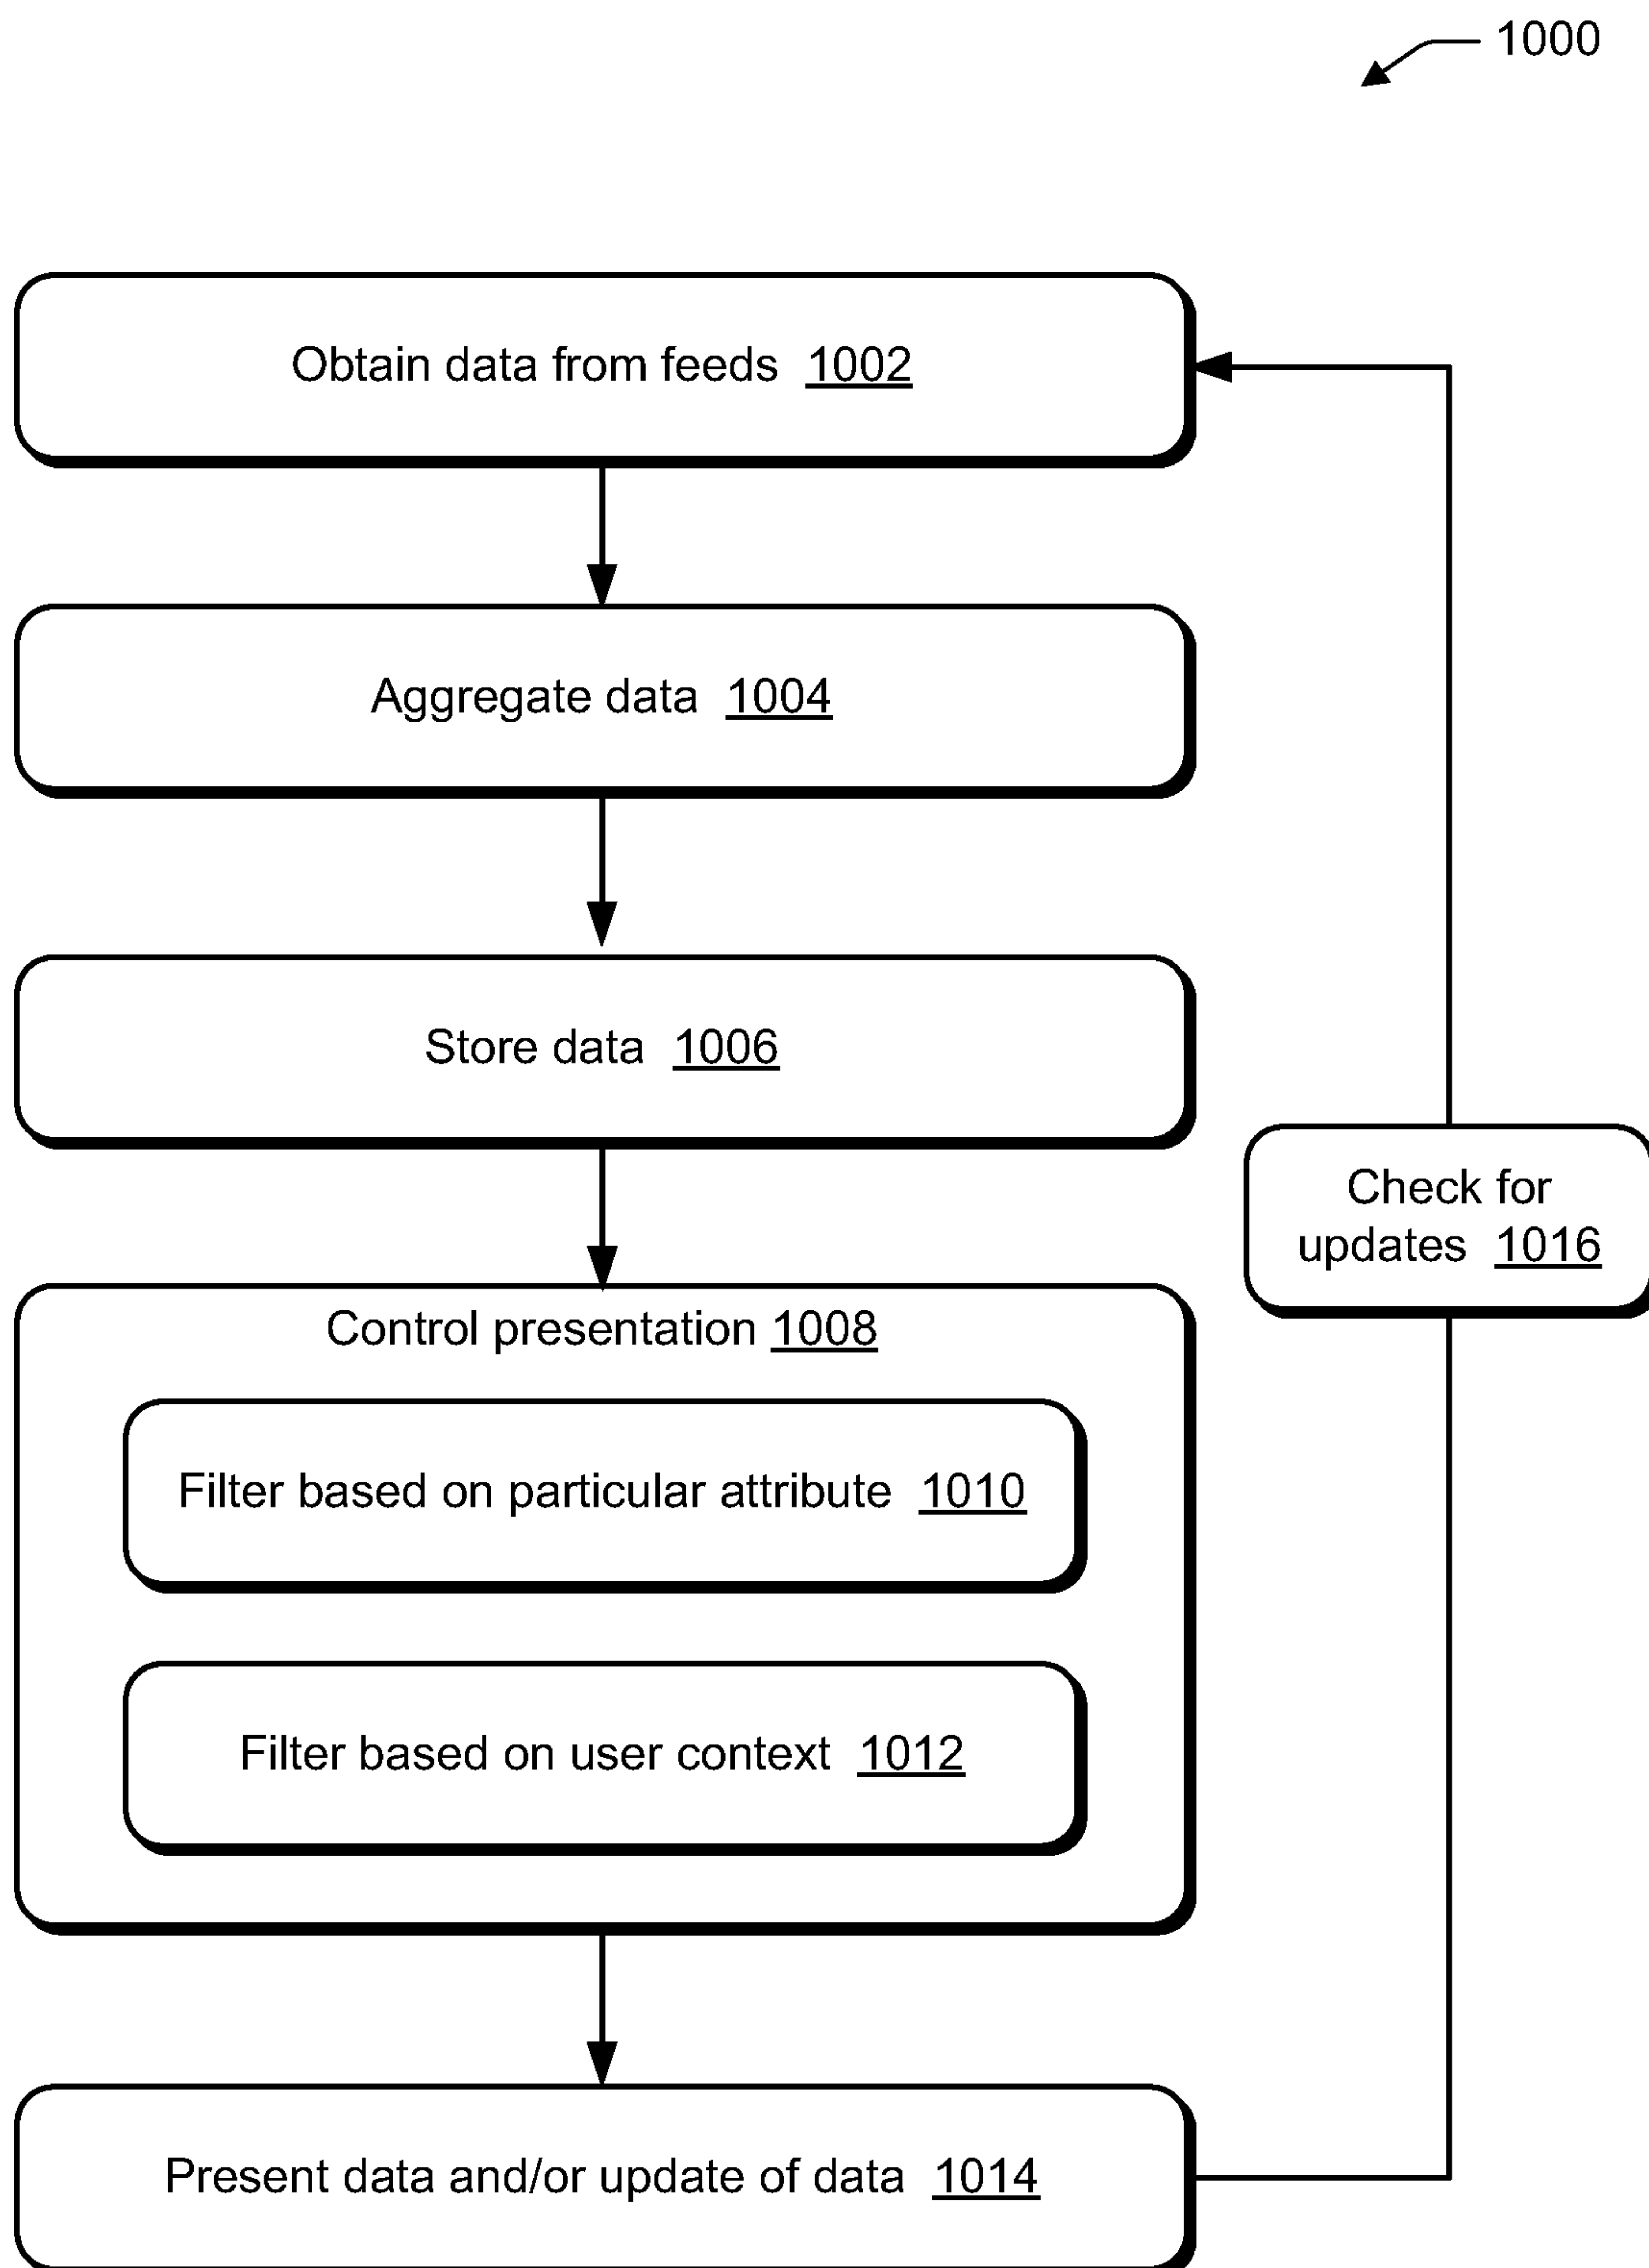 1000
Obtain data from feeds 1002
Aggregate data 1004
Store data 1006
Check for
updates 1016
Control presentation 1008
Filter based on particular attribute 1010
Filter based on user context 1012
Present data and/or update of data 1014